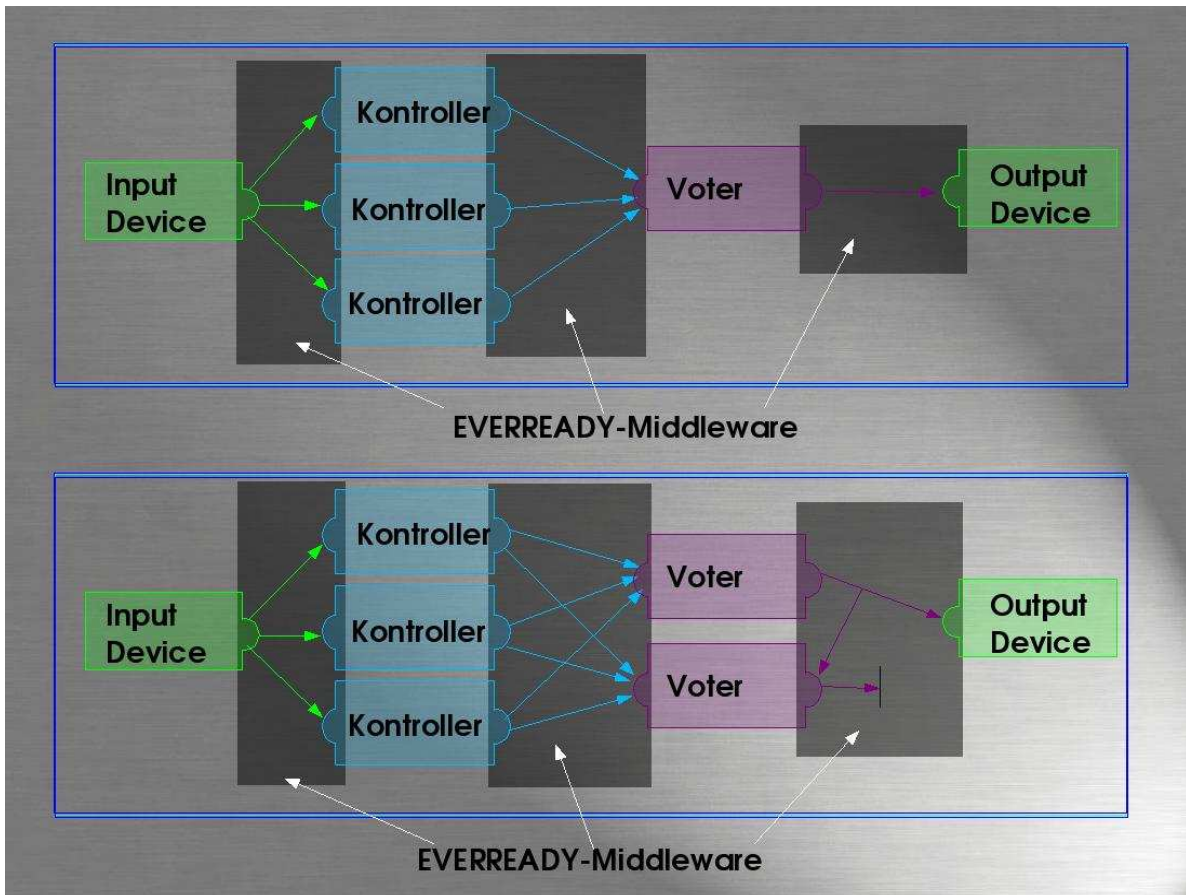 Kontroller
Input
Device
Kontroller
Kontroller
Voter
Output
Device
EVERREADY-Middleware
Kontroller
Input
Device
Kontroller
Kontroller
Voter
Voter
Output
Device
EVERREADY-Middleware